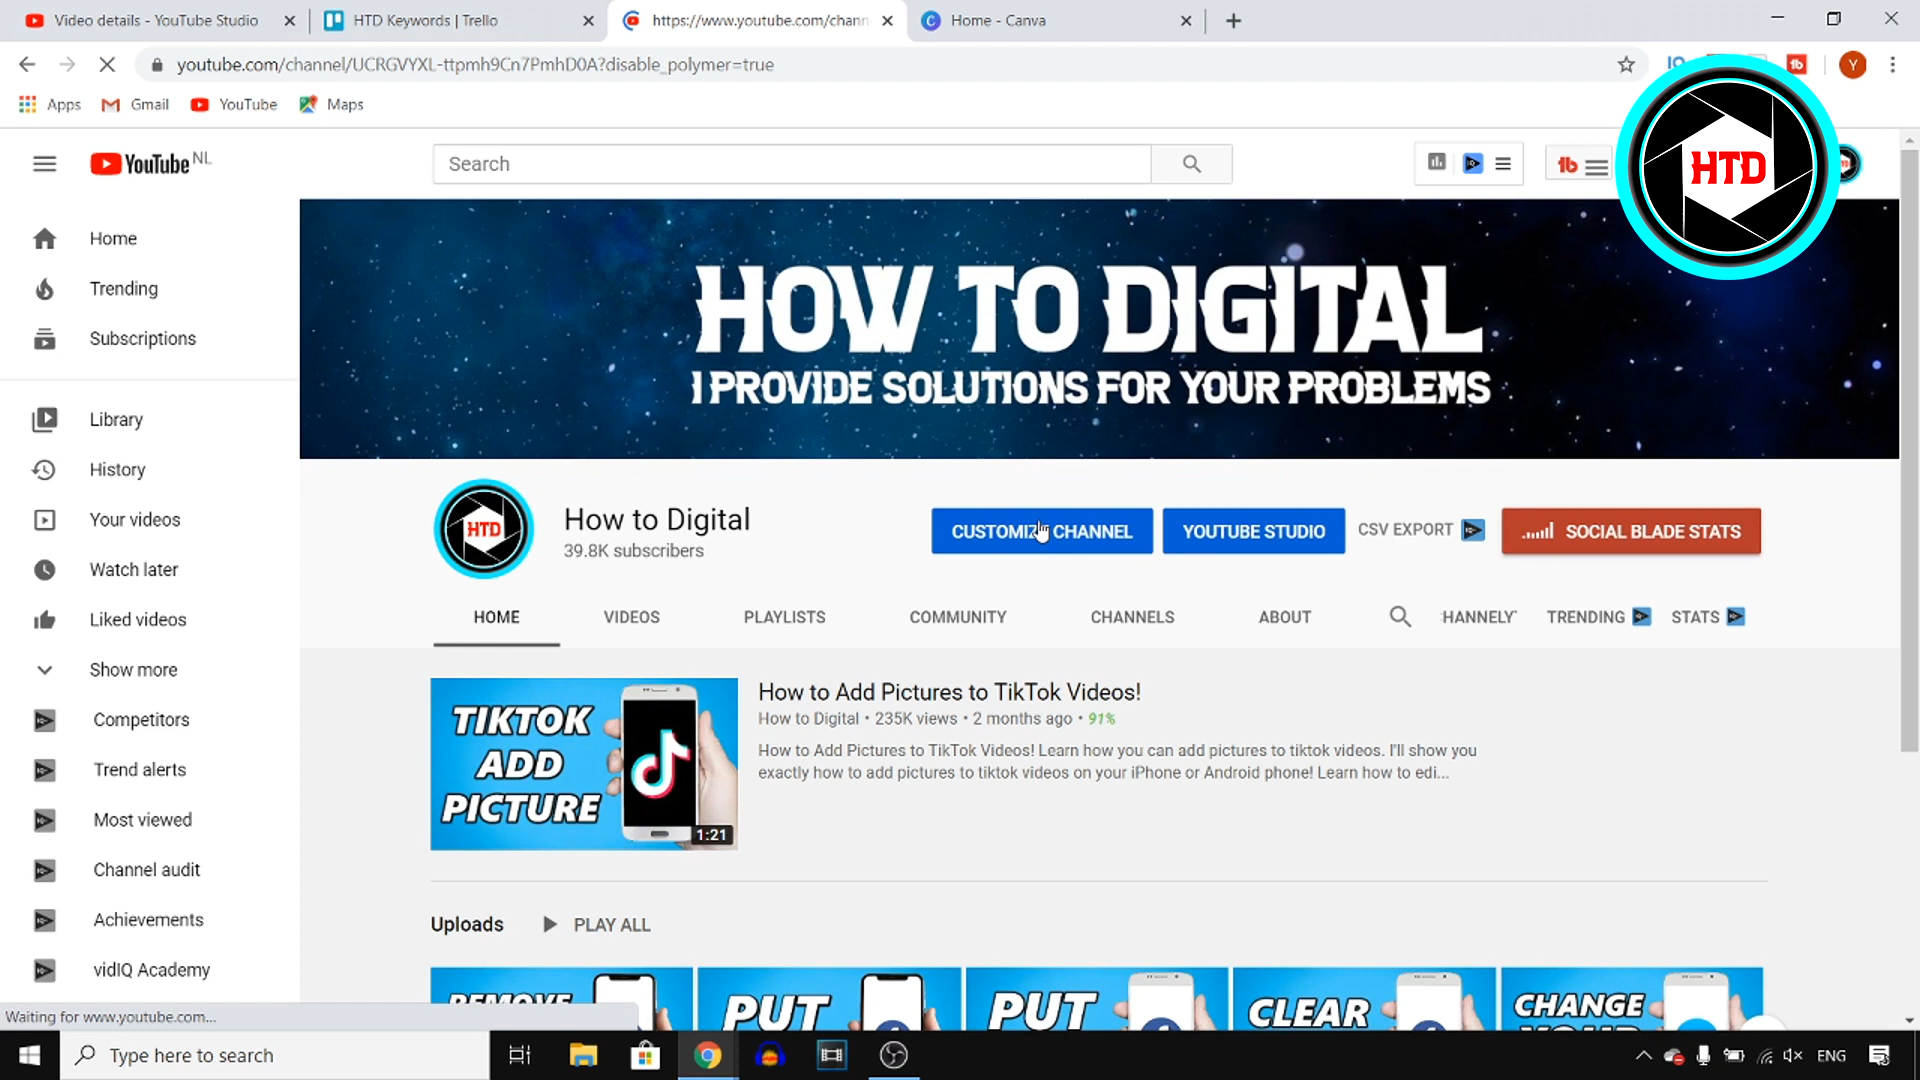 Video details - YouTube Studio
HTD Keywords | Trello
https://www.youtube.com/chann
Home - Canva
youtube.com/channel/UCRGVYXL-ttpmh9Cn7PmhD0A?disable_polymer=true
Y
Apps
Gmail
YouTube
Maps
YouTube NL
Search
HTD
Home
Trending
Subscriptions
Library
History
Your videos
Watch later
Liked videos
Show more
Competitors
Trend alerts
Most viewed
Channel audit
Achievements
vidIQ Academy
HOW TO DIGITAL
I PROVIDE SOLUTIONS FOR YOUR PROBLEMS
HTD
How to Digital
39.8K subscribers
CUSTOMIZE CHANNEL
YOUTUBE STUDIO
CSV EXPORT
SOCIAL BLADE STATS
HOME
VIDEOS
PLAYLISTS
COMMUNITY
CHANNELS
ABOUT
HANNELY
TRENDING
STATS
TIKTOK
ADD
PICTURE
1:21
How to Add Pictures to TikTok Videos!
How to Digital • 235K views • 2 months ago • 91%
How to Add Pictures to TikTok Videos! Learn how you can add pictures to tiktok videos. I'll show you
exactly how to add pictures to tiktok videos on your iPhone or Android phone! Learn how to edi...
Uploads
PLAY ALL
REMOVE
PUT
PUT
CLEAR
CHANGE
YOUR
Waiting for www.youtube.com...
Type here to search
ENG